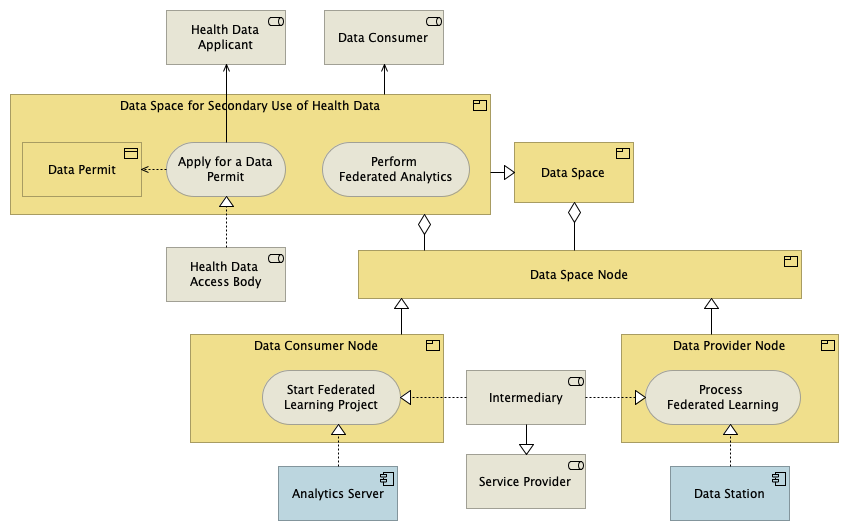 Health Data
Applicant
Data Consumer
Data Space for Secondary Use of Health Data
Data Permit
Apply for a Data
Permit
Perform
Federated Analytics
Data Space
Health Data
Access Body
Data Space Node
Data Consumer Node
Data Provider Node
Start Federated
Learning Project
Intermediary
Process
Federated Learning
Analytics Server
Service Provider
Data Station